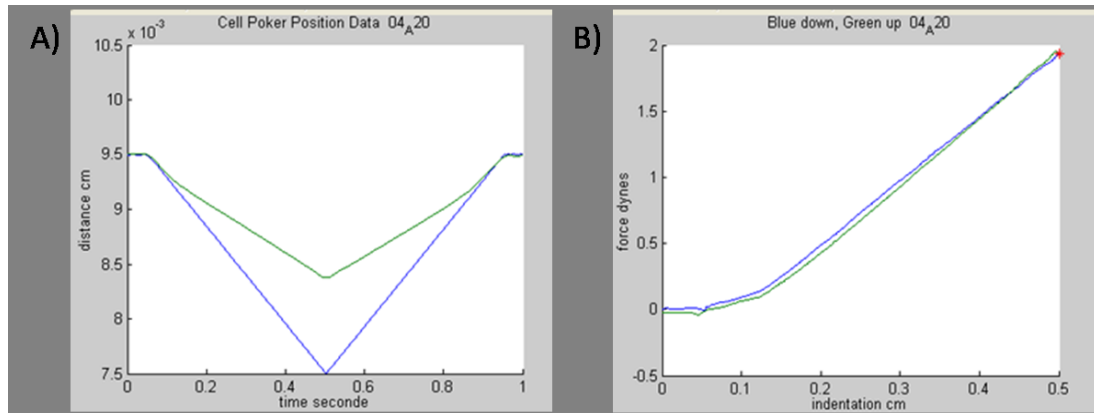 A)
Cell Poker Position Data 04_A20
x 10^-3
10.5
10
9.5
9
8.5
8
7.5
distance cm
0 0.2 0.4 0.6 0.8 1
time seconde
B)
Blue down, Green up 04_A20
2
1.5
1
0.5
0
-0.5
force dynes
0 0.1 0.2 0.3 0.4 0.5
indentation cm